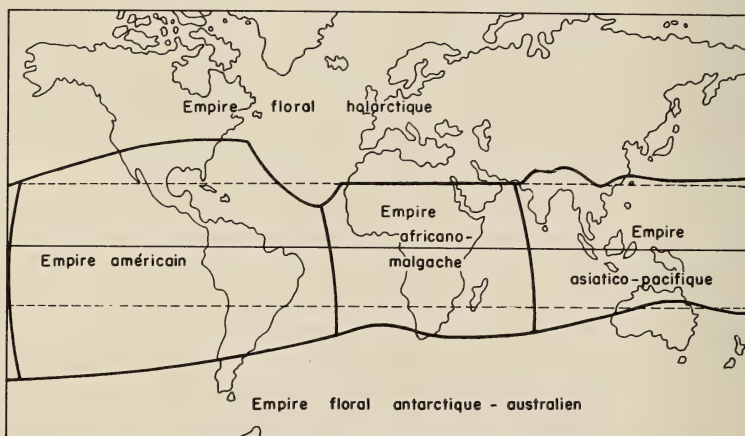 Empire floral holarctique
Empire
africano-
malgache
Empire américain
Empire
asiatico-pacifique
Empire floral antarctique - australien